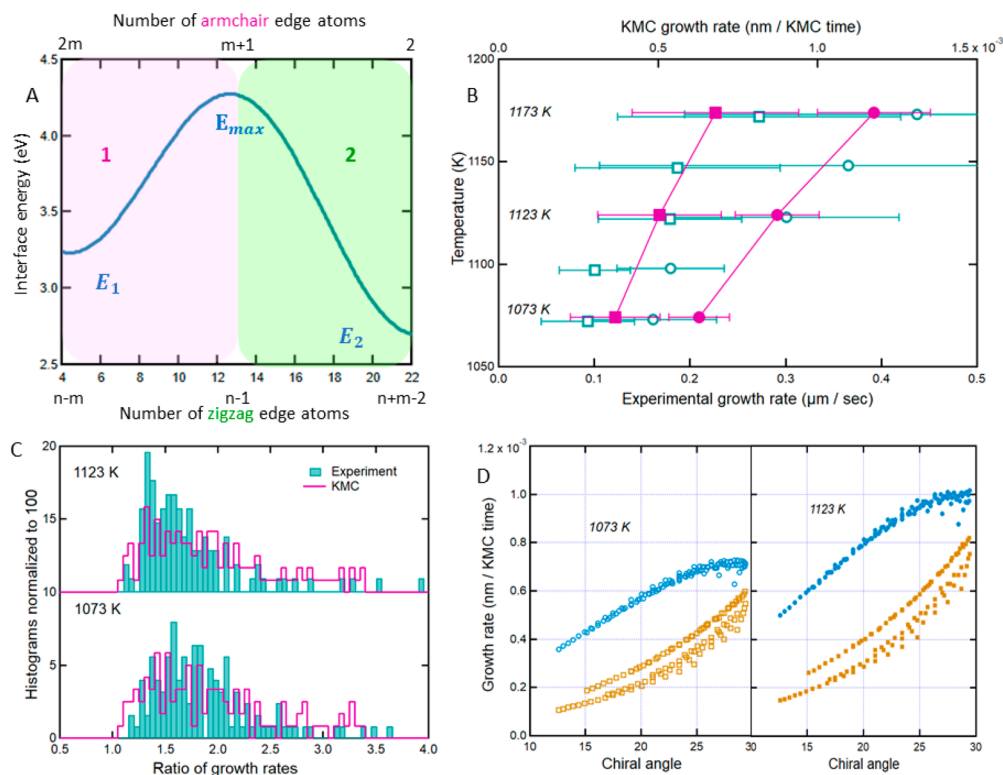 Number of armchair edge atoms
2m m+1 2
A
4.5
4.0
3.5
3.0
2.5
Interface energy (eV)
1
2
Emax
E1
E2
4 6 8 10 12 14 16 18 20 22
n-m n-1 n+m-2
Number of zigzag edge atoms
KMC growth rate (nm / KMC time)
0.0 0.5 1.0 1.5 x 10⁻³
B
1200
1150
1100
1050
Temperature (K)
1173 K
1123 K
1073 K
0.1 0.2 0.3 0.4 0.5
Experimental growth rate (µm / sec)
C
20
15
10
5
0
Histograms normalized to 100
1123 K
Experiment
KMC
1073 K
0.5 1.0 1.5 2.0 2.5 3.0 3.5 4.0
Ratio of growth rates
D
1.2 x 10⁻³
1.0
0.8
0.6
0.4
0.2
0.0
Growth rate (nm / KMC time)
1073 K
1123 K
10 15 20 25 30
15 20 25 30
Chiral angle
Chiral angle